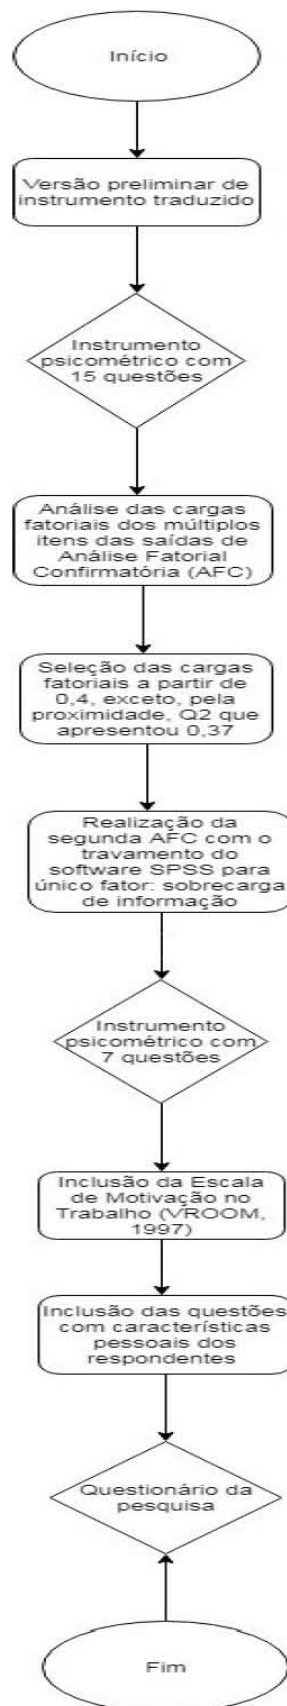 Início
Versão preliminar de
instrumento traduzido
Instrumento
psicométrico com
15 questões
Análise das cargas
fatoriais dos múltiplos
itens das saídas de
Análise Fatorial
Confirmatória (AFC)
Seleção das cargas
fatoriais a partir de
0,4, exceto, pela
proximidade, Q2 que
apresentou 0,37
Realização da
segunda AFC com o
travamento do
software SPSS para
único fator: sobrecarga
de informação
Instrumento
psicométrico com
7 questões
Inclusão da Escala
de Motivação no
Trabalho (VROOM,
1997)
Inclusão das questões
com características
pessoais dos
respondentes
Questionário da
pesquisa
Fim